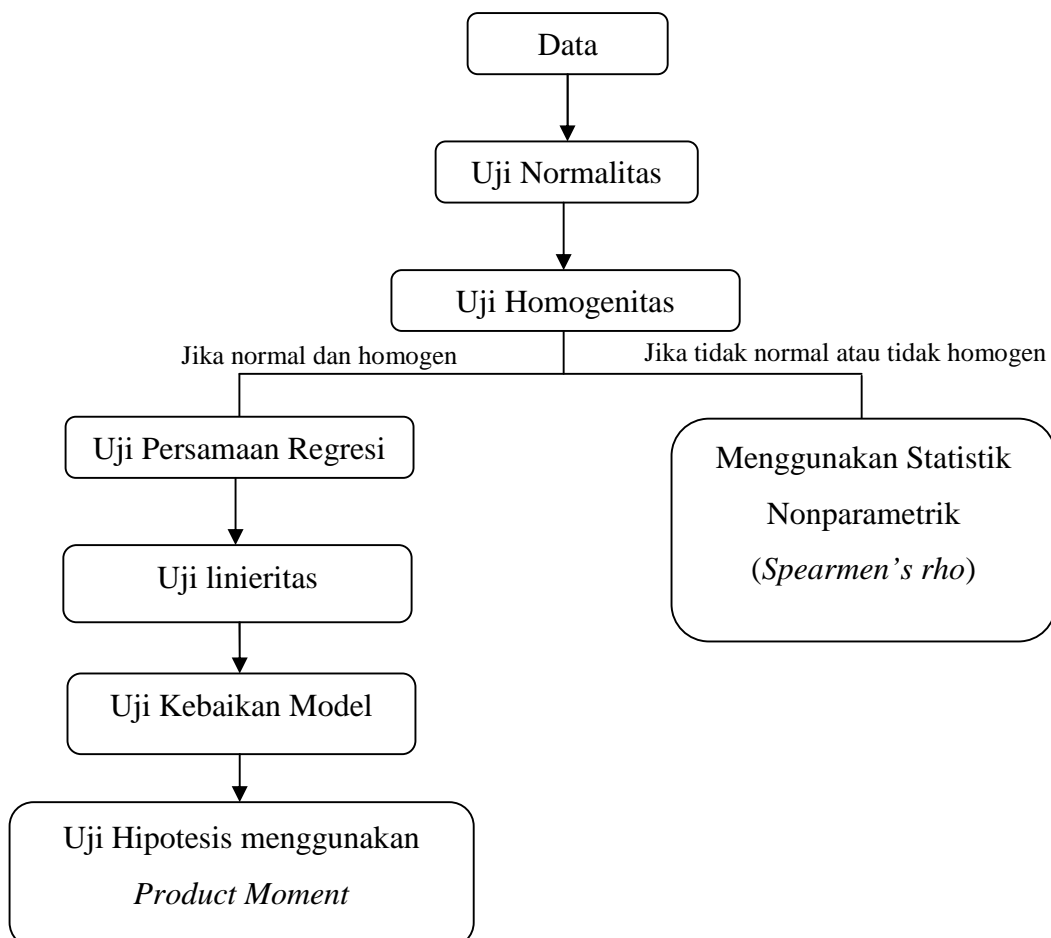 Data
Uji Normalitas
Uji Homogenitas
Jika normal dan homogen
Jika tidak normal atau tidak homogen
Uji Persamaan Regresi
Menggunakan Statistik
Nonparametrik
(Spearmen’s rho)
Uji linieritas
Uji Kebaikan Model
Uji Hipotesis menggunakan
Product Moment